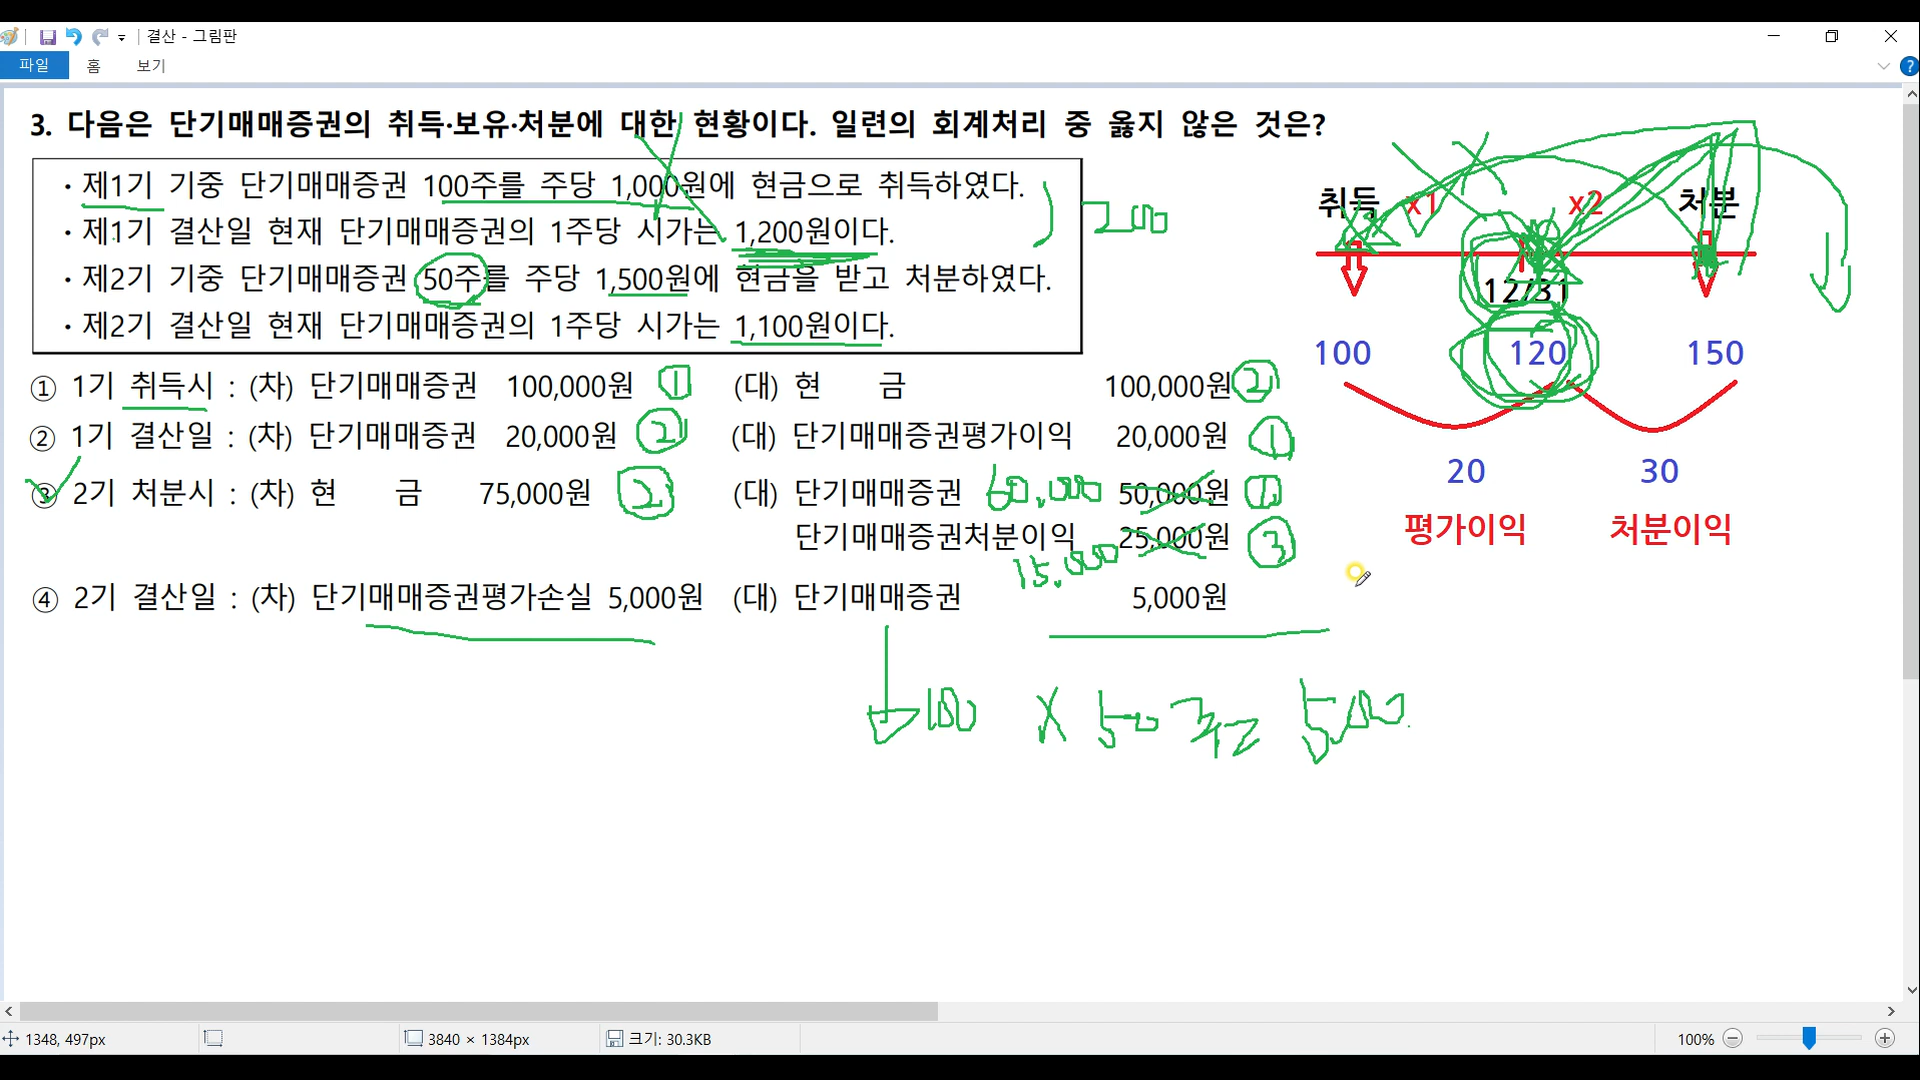 결산 - 그림판
파일 홈 보기
3. 다음은 단기매매증권의 취득·보유·처분에 대한 현황이다. 일련의 회계처리 중 옳지 않은 것은?
· 제1기 기중 단기매매증권 100주를 주당 1,000원에 현금으로 취득하였다.
· 제1기 결산일 현재 단기매매증권의 1주당 시가는 1,200원이다.
200
· 제2기 기중 단기매매증권 50주를 주당 1,500원에 현금을 받고 처분하였다.
· 제2기 결산일 현재 단기매매증권의 1주당 시가는 1,100원이다.
취득 x1 x2 처분
12/31
100 120 150
20 30
평가이익 처분이익
① 1기 취득시 : (차) 단기매매증권 100,000원 ① (대) 현 금 100,000원 ②
② 1기 결산일 : (차) 단기매매증권 20,000원 ② (대) 단기매매증권평가이익 20,000원 ①
③ 2기 처분시 : (차) 현 금 75,000원 ② (대) 단기매매증권 60,000 50,000원 ①
단기매매증권처분이익 25,000원 ③
15,000
④ 2기 결산일 : (차) 단기매매증권평가손실 5,000원 (대) 단기매매증권 5,000원
100 x 50주
1348, 497px 3840 × 1384px 크기: 30.3KB 100%